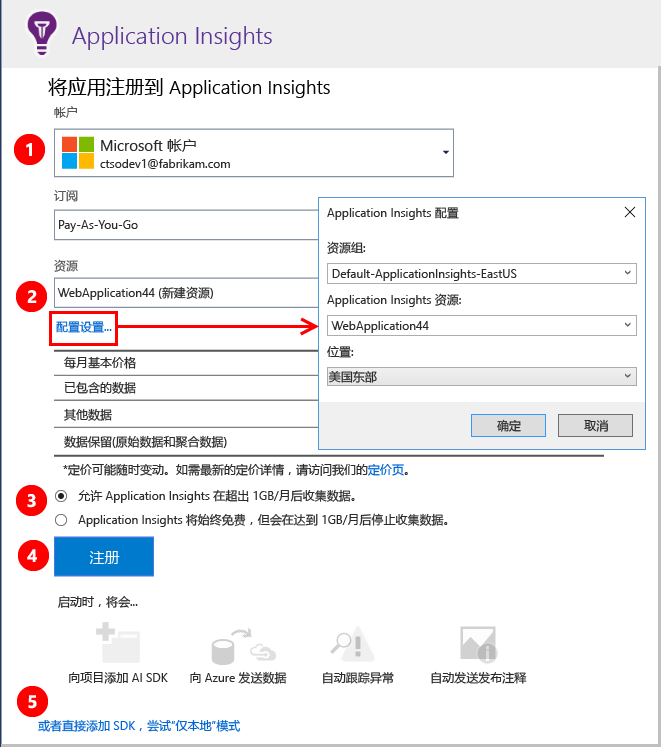 Application Insights
将应用注册到 Application Insights
帐户
1
Microsoft 帐户
ctsodev1@fabrikam.com
订阅
Pay-As-You-Go
资源
2
WebApplication44 (新建资源)
配置设置...
Application Insights 配置
资源组:
Default-ApplicationInsights-EastUS
Application Insights 资源:
WebApplication44
位置:
美国东部
确定
取消
每月基本价格
已包含的数据
其他数据
数据保留(原始数据和聚合数据)
*定价可能随时变动。如需最新的定价详情，请访问我们的定价页。
3
允许 Application Insights 在超出 1GB/月后收集数据。
Application Insights 将始终免费，但会在达到 1GB/月后停止收集数据。
4
注册
启动时，将会...
向项目添加 AI SDK
向 Azure 发送数据
自动跟踪异常
自动发送发布注释
5
或者直接添加 SDK，尝试“仅本地”模式